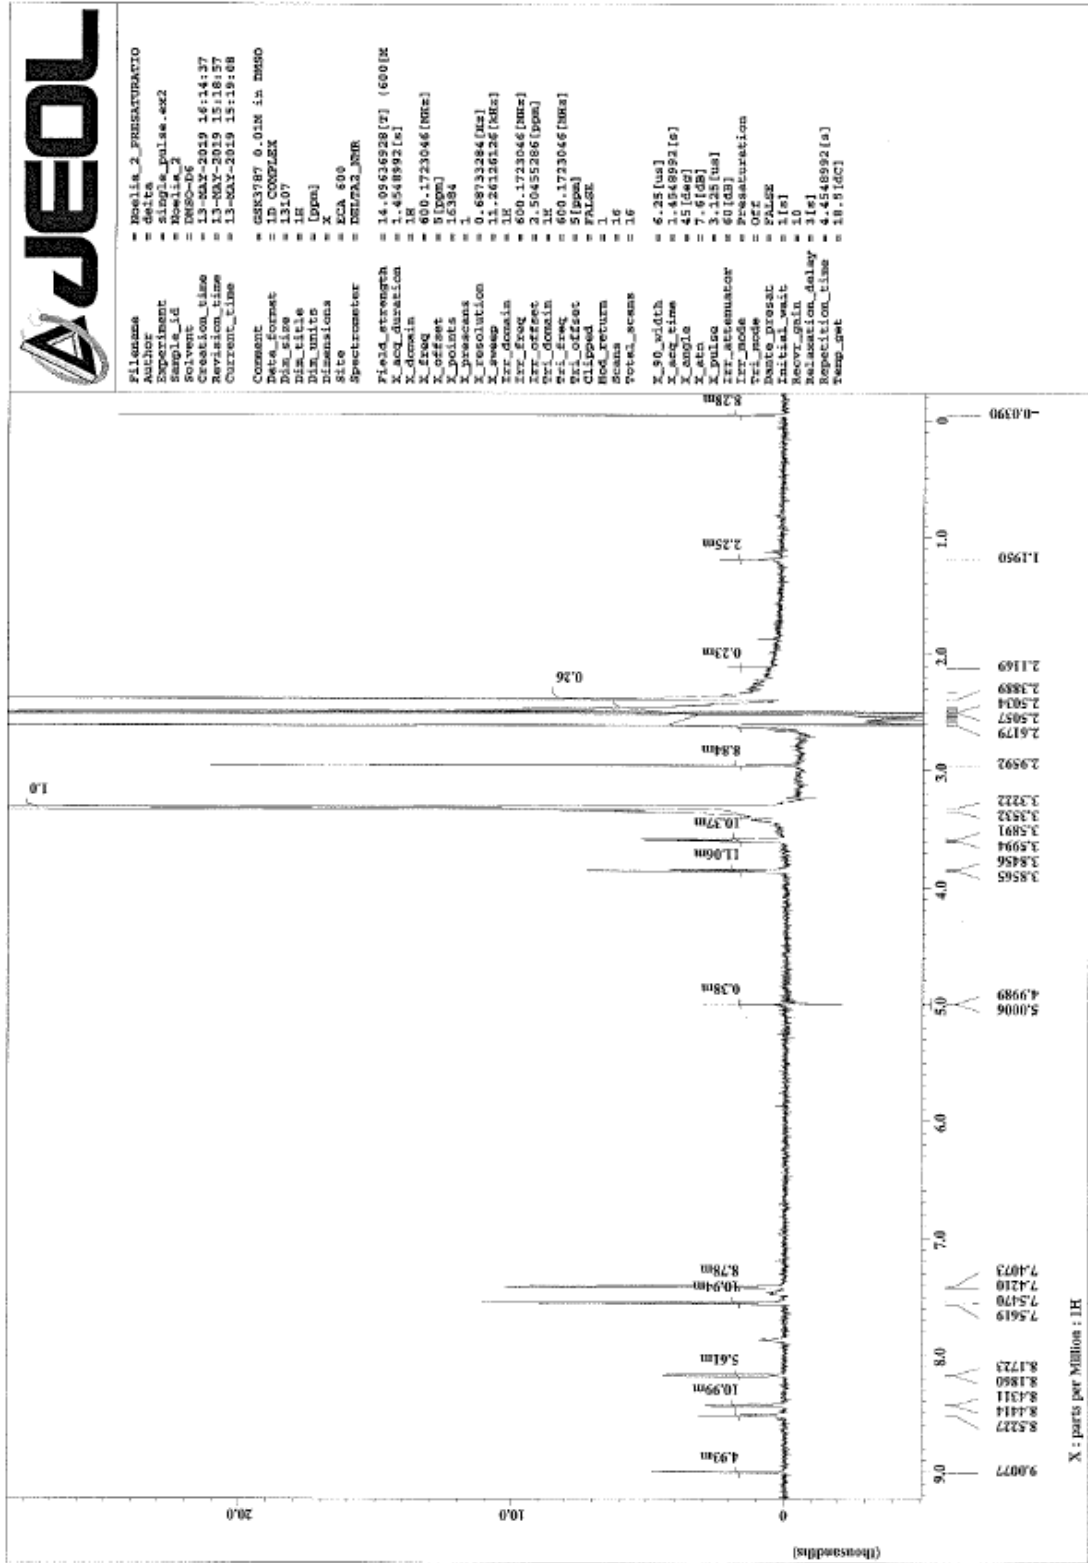 JEOL
Filename = Noelia_2_PRESATURATIO
Author = delta
Experiment = single_pulse.ex2
Sample_id = Noelia_2
Solvent = DMSO-D6
Creation_time = 13-MAY-2019 16:14:37
Revision_time = 13-MAY-2019 15:18:57
Current_time = 13-MAY-2019 15:19:08
Comment = GSK3787 0.01M in DMSO
Data_format = 1D COMPLEX
Dim_size = 13107
Dim_title = 1H
Dim_units = [ppm]
Dimensions = X
Site = ECA 600
Spectrometer = DELTA2_NMR
Field_strength = 14.09636928[T] (600[M
X_acq_duration = 1.4548992[s]
X_domain = 1H
X_freq = 600.1723046[MHz]
X_offset = 5[ppm]
X_points = 16384
X_prescans = 1
X_resolution = 0.68733284[Hz]
X_sweep = 11.26126126[kHz]
Irr_domain = 1H
Irr_freq = 600.1723046[MHz]
Irr_offset = 2.50455286[ppm]
Tri_domain = 1H
Tri_freq = 600.1723046[MHz]
Tri_offset = 5[ppm]
Clipped = FALSE
Mod_return = 1
Scans = 16
Total_scans = 16
X_90_width = 6.25[us]
X_acq_time = 1.4548992[s]
X_angle = 45[deg]
X_atn = 7.6[dB]
X_pulse = 3.125[us]
Irr_attenuator = 60[dB]
Irr_mode = Presaturation
Tri_mode = Off
Dante_presat = FALSE
Initial_wait = 1[s]
Recvr_gain = 10
Relaxation_delay = 3[s]
Repetition_time = 4.4548992[s]
Temp_get = 18.5[dC]
(thousandths)
0 10.0 20.0
4.93m
10.99m
5.61m
10.94m
8.78m
0.38m
11.06m
10.37m
1.0
8.84m
0.26
0.23m
2.25m
8.28m
9.0 8.0 7.0 6.0 5.0 4.0 3.0 2.0 1.0 0
9.0077
8.5227
8.4414
8.4311
8.1860
8.1723
7.5619
7.5470
7.4210
7.4073
5.0006
4.9989
3.8565
3.8456
3.5994
3.5891
3.3532
3.3222
2.9592
2.6179
2.5057
2.5034
2.3889
2.1169
1.1950
-0.0390
X : parts per Million : 1H